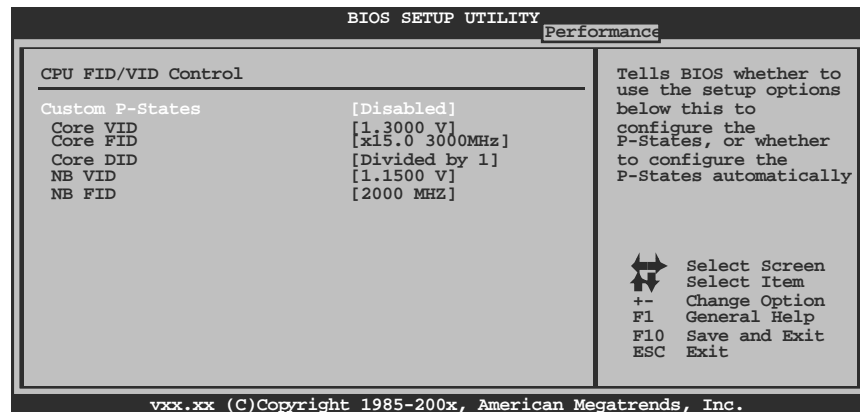 BIOS SETUP UTILITY
Performance
CPU FID/VID Control
Custom P-States [Disabled]
Core VID [1.3000 V]
Core FID [x15.0 3000MHz]
Core DID [Divided by 1]
NB VID [1.1500 V]
NB FID [2000 MHZ]
Tells BIOS whether to
use the setup options
below this to
configure the
P-States, or whether
to configure the
P-States automatically
Select Screen
Select Item
+- Change Option
F1 General Help
F10 Save and Exit
ESC Exit
vxx.xx (C)Copyright 1985-200x, American Megatrends, Inc.